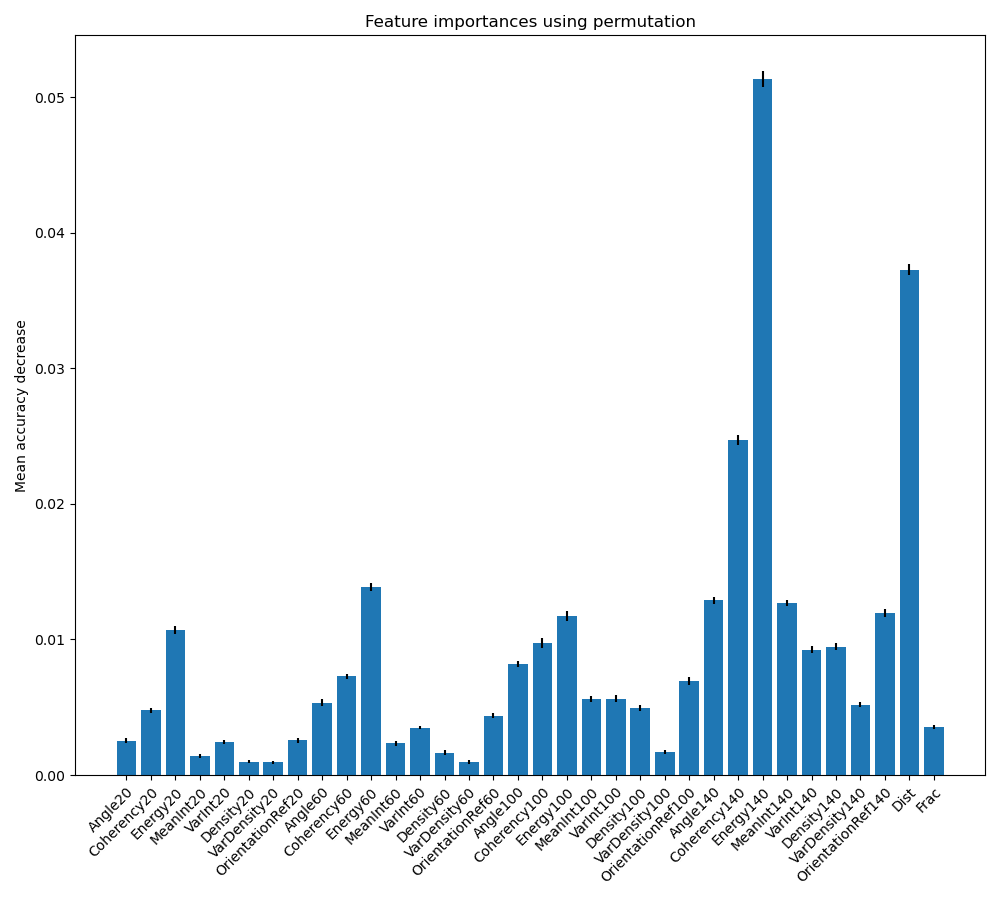 Feature importances using permutation
Mean accuracy decrease
0.05
0.04
0.03
0.02
0.01
0.00
Angle20
Coherency20
Energy20
MeanInt20
VarInt20
Density20
VarDensity20
OrientationRef20
Angle60
Coherency60
Energy60
MeanInt60
VarInt60
Density60
VarDensity60
OrientationRef60
Angle100
Coherency100
Energy100
MeanInt100
VarInt100
Density100
VarDensity100
OrientationRef100
Angle140
Coherency140
Energy140
MeanInt140
VarInt140
Density140
VarDensity140
OrientationRef140
Dist
Frac